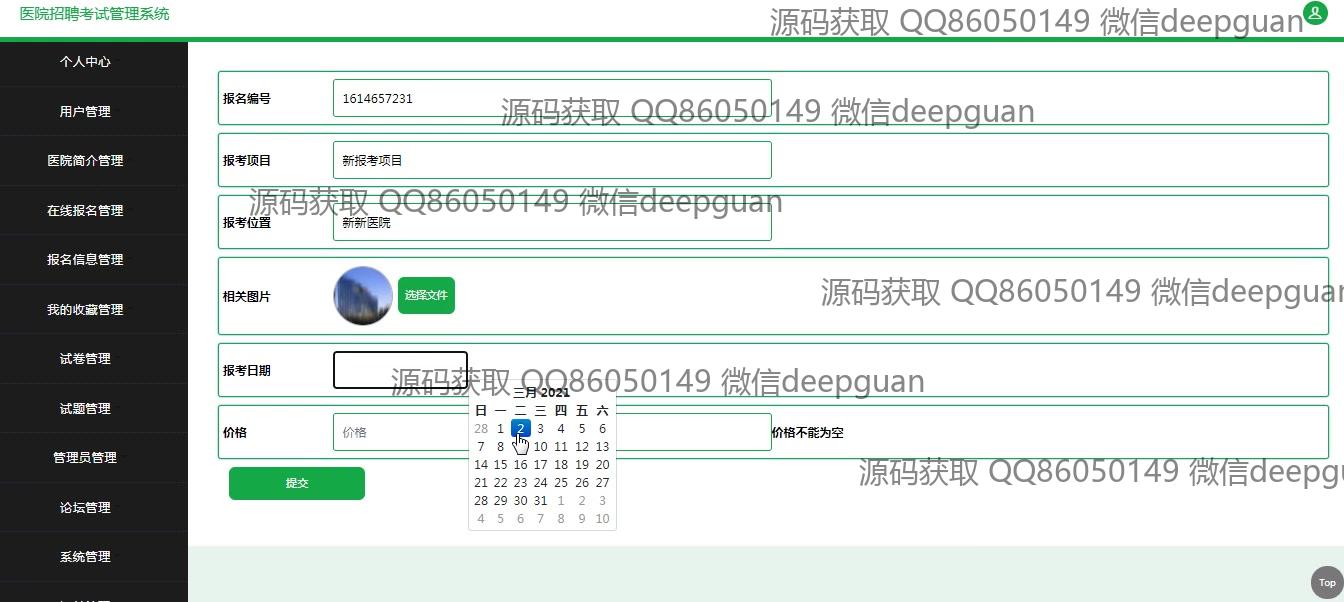 医院招聘考试管理系统
源码获取 QQ86050149 微信deepguan
个人中心
用户管理
医院简介管理
在线报名管理
报名信息管理
我的收藏管理
试卷管理
试题管理
管理员管理
论坛管理
系统管理
报名编号 1614657231
源码获取 QQ86050149 微信deepguan
报考项目 新报考项目
源码获取 QQ86050149 微信deepguan
报考位置 新新医院
相关图片 选择文件
源码获取 QQ86050149 微信deepguan
报考日期
源码获取 QQ86050149 微信deepguan
三月 2021
日 一 二 三 四 五 六
28 1 2 3 4 5 6
7 8 10 11 12 13
14 15 16 17 18 19 20
21 22 23 24 25 26 27
28 29 30 31 1 2 3
4 5 6 7 8 9 10
价格 价格 价格不能为空
源码获取 QQ86050149 微信deepgu
提交
Top